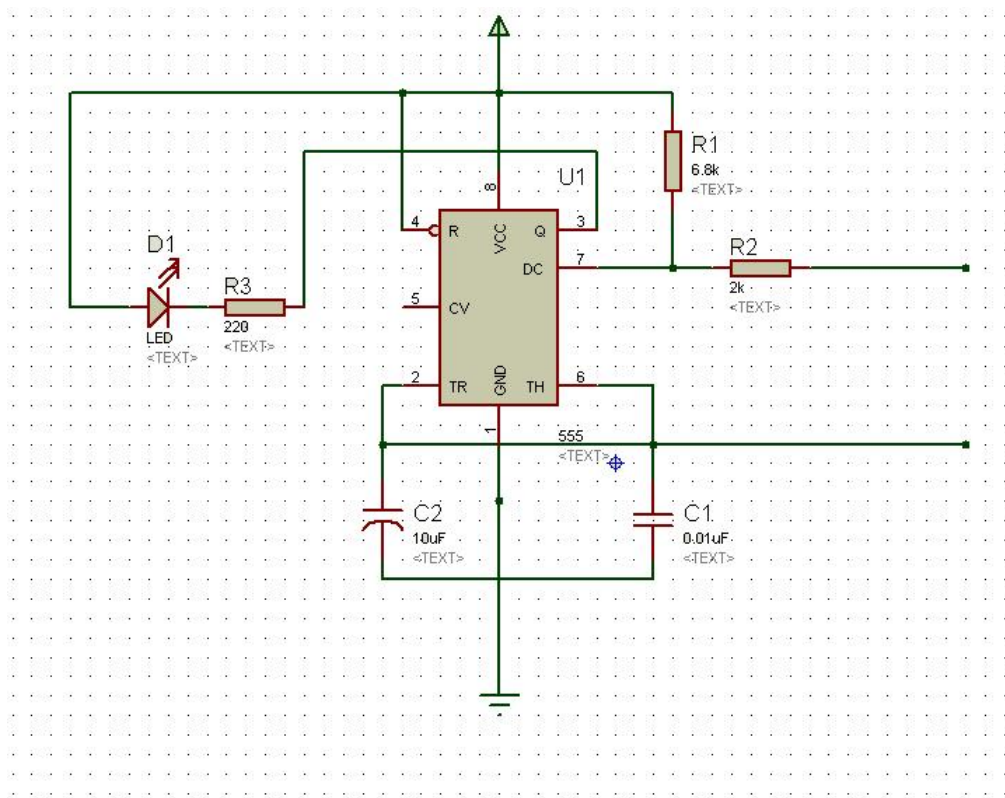 R1
6.8k
<TEXT>
8
U1
4
R
VCC
Q
3
DC
7
R2
2k
<TEXT>
D1
LED
<TEXT>
R3
220
<TEXT>
5
CV
2
TR
GND
TH
6
1
555
<TEXT>
C2
10uF
<TEXT>
C1
0.01uF
<TEXT>